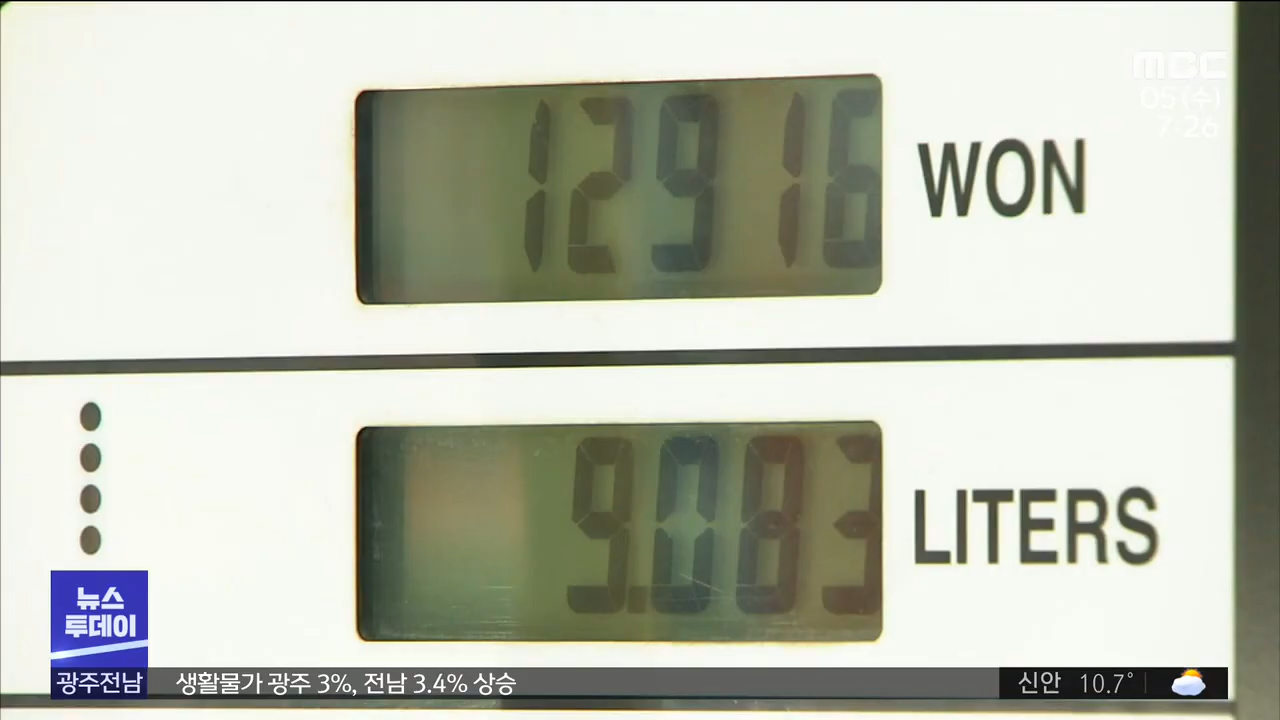 MBC
05 (수)
7:26
12916 WON
9.083 LITERS
뉴스
투데이
광주전남 생활물가 광주 3%, 전남 3.4% 상승 신안 10.7°